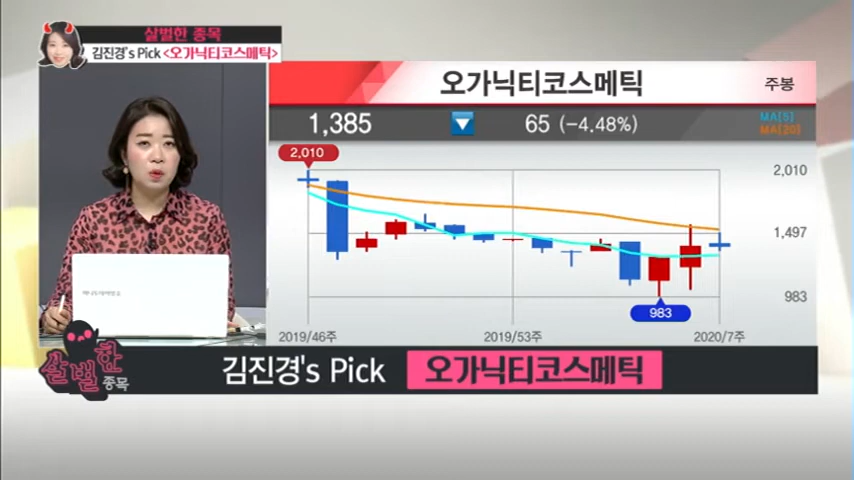 살벌한 종목
김진경's Pick <오가닉티코스메틱>
오가닉티코스메틱
주봉
1,385 ▼ 65 (-4.48%)
MA[5]
MA[20]
2,010
2,010
1,497
983
983
2019/46주 2019/53주 2020/7주
살벌한 종목
김진경's Pick 오가닉티코스메틱